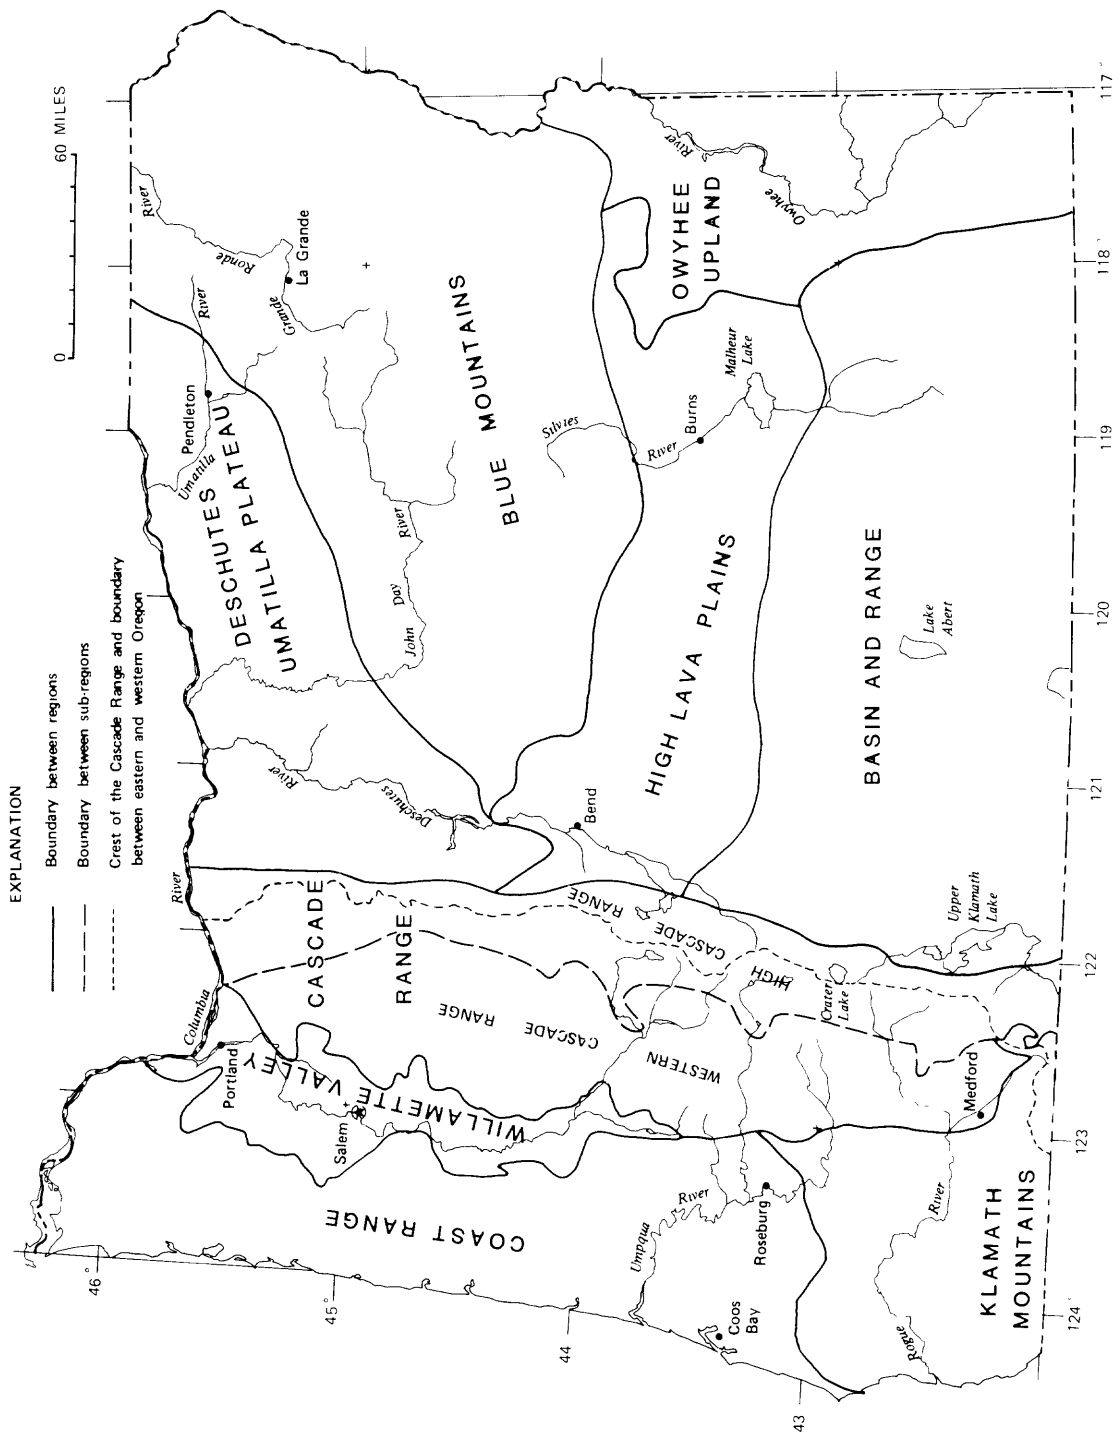 EXPLANATION
Boundary between regions
Boundary between sub-regions
Crest of the Cascade Range and boundary
between eastern and western Oregon
0
60 MILES
46°
45°
44
43
124°
123
122
121
120
119
118°
117°
Columbia
River
Portland
Salem
WILLAMETTE VALLEY
COAST RANGE
CASCADE
RANGE
WESTERN
CASCADE
RANGE
HIGH
CASCADE
RANGE
DESCHUTES
UMATILLA PLATEAU
Deschutes
River
John
Day
River
Umatilla
River
Pendleton
Grande
Ronde
River
La Grande
BLUE MOUNTAINS
Silvies
River
Burns
Malheur
Lake
OWYHEE
UPLAND
Owyhee
River
HIGH LAVA PLAINS
Bend
BASIN AND RANGE
Lake
Abert
Upper
Klamath
Lake
Crater
Lake
Umpqua
River
Roseburg
Coos
Bay
Rogue
River
Medford
KLAMATH
MOUNTAINS